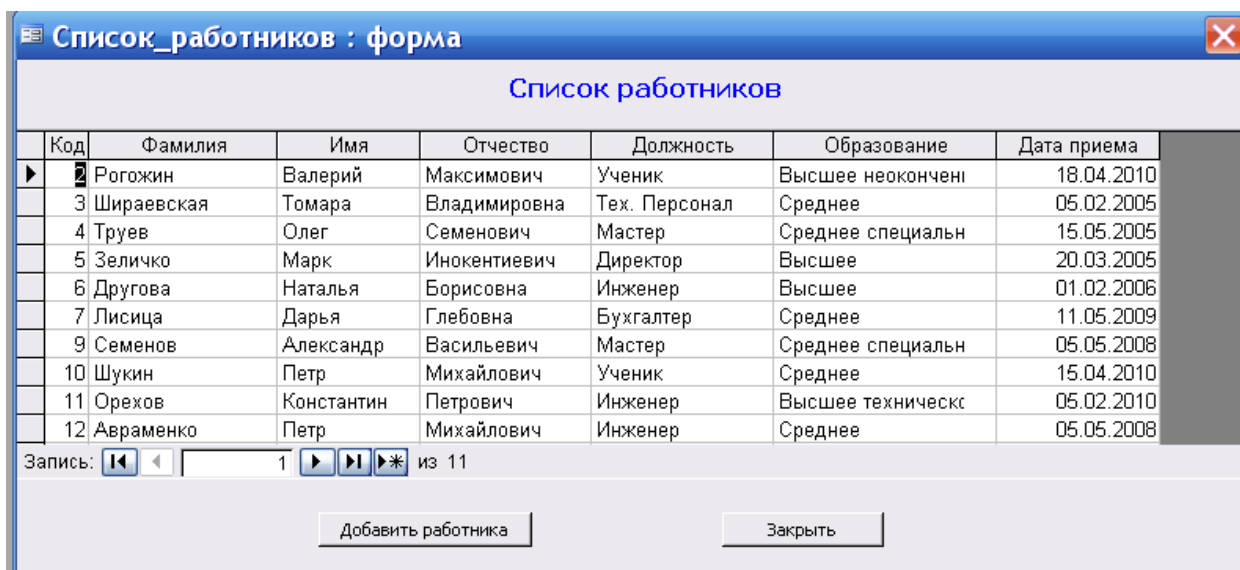 Список_работников : форма
Список работников
Код Фамилия Имя Отчество Должность Образование Дата приема
2 Рогожин Валерий Максимович Ученик Высшее неокончен 18.04.2010
3 Шираевская Томара Владимировна Тех. Персонал Среднее 05.02.2005
4 Труев Олег Семенович Мастер Среднее специальн 15.05.2005
5 Зеличко Марк Инокентиевич Директор Высшее 20.03.2005
6 Другова Наталья Борисовна Инженер Высшее 01.02.2006
7 Лисица Дарья Глебовна Бухгалтер Среднее 11.05.2009
9 Семенов Александр Васильевич Мастер Среднее специальн 05.05.2008
10 Шукин Петр Михайлович Ученик Среднее 15.04.2010
11 Орехов Константин Петрович Инженер Высшее техническо 05.02.2010
12 Авраменко Петр Михайлович Инженер Среднее 05.05.2008
Запись: 1 из 11
Добавить работника Закрыть